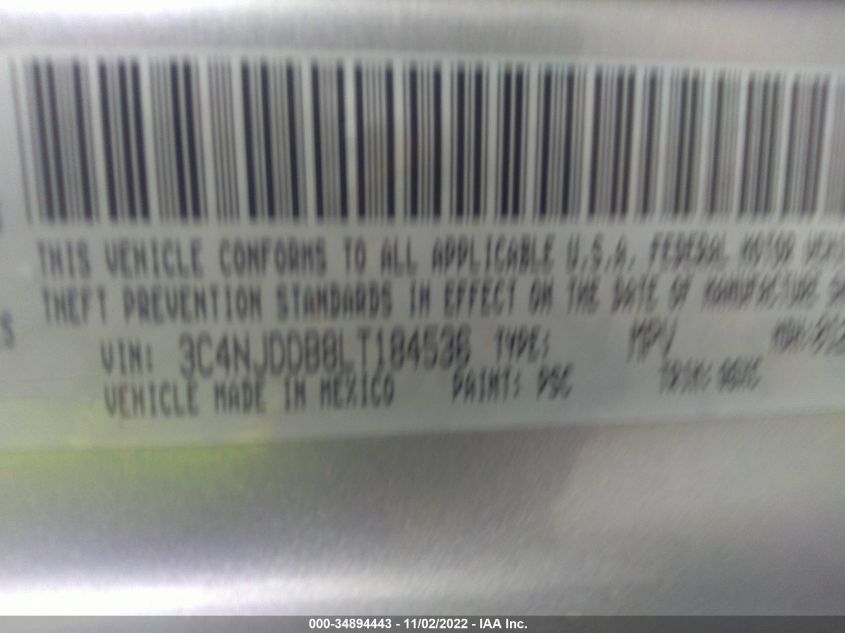 THIS VEHICLE CONFORMS TO ALL APPLICABLE U.S.A. FEDERAL MOTOR
THEFT PREVENTION STANDARDS IN EFFECT ON THE DATE OF MANUFACTURE
VIN: 3C4NJDDB8LT184536 TYPE: MPV
VEHICLE MADE IN MEXICO PAINT: PSC
000-34894443 - 11/02/2022 - IAA Inc.